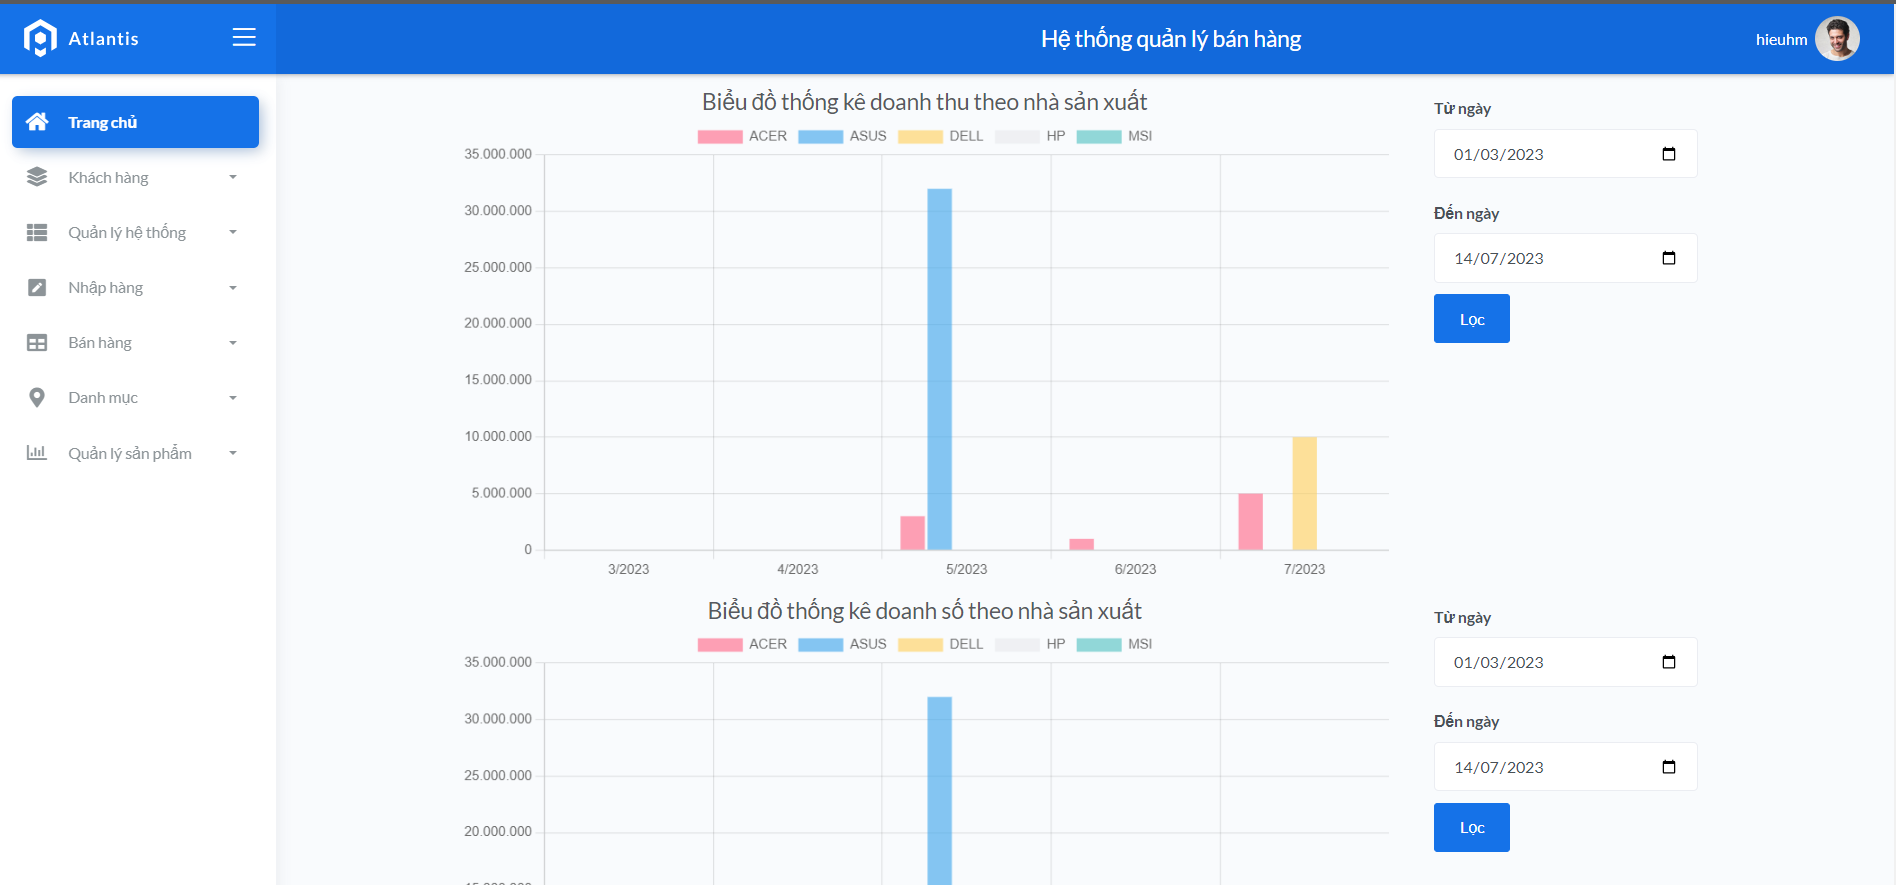 Atlantis
Hệ thống quản lý bán hàng
hieuhm
Trang chủ
Khách hàng
Quản lý hệ thống
Nhập hàng
Bán hàng
Danh mục
Quản lý sản phẩm
Biểu đồ thống kê doanh thu theo nhà sản xuất
ACER ASUS DELL HP MSI
35.000.000
30.000.000
25.000.000
20.000.000
15.000.000
10.000.000
5.000.000
0
3/2023 4/2023 5/2023 6/2023 7/2023
Từ ngày
01/03/2023
Đến ngày
14/07/2023
Lọc
Biểu đồ thống kê doanh số theo nhà sản xuất
ACER ASUS DELL HP MSI
35.000.000
30.000.000
25.000.000
20.000.000
Từ ngày
01/03/2023
Đến ngày
14/07/2023
Lọc